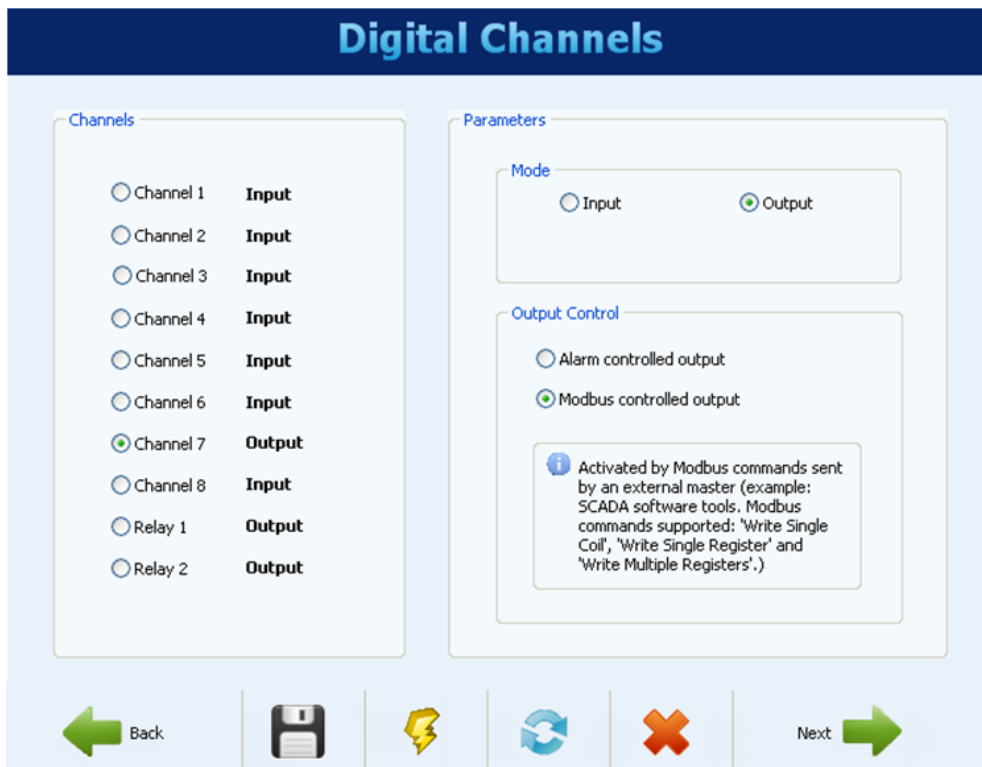 Digital Channels
Channels
Channel 1 Input
Channel 2 Input
Channel 3 Input
Channel 4 Input
Channel 5 Input
Channel 6 Input
Channel 7 Output
Channel 8 Input
Relay 1 Output
Relay 2 Output
Parameters
Mode
Input Output
Output Control
Alarm controlled output
Modbus controlled output
Activated by Modbus commands sent
by an external master (example:
SCADA software tools. Modbus
commands supported: 'Write Single
Coil', 'Write Single Register' and
'Write Multiple Registers'.)
Back
Next